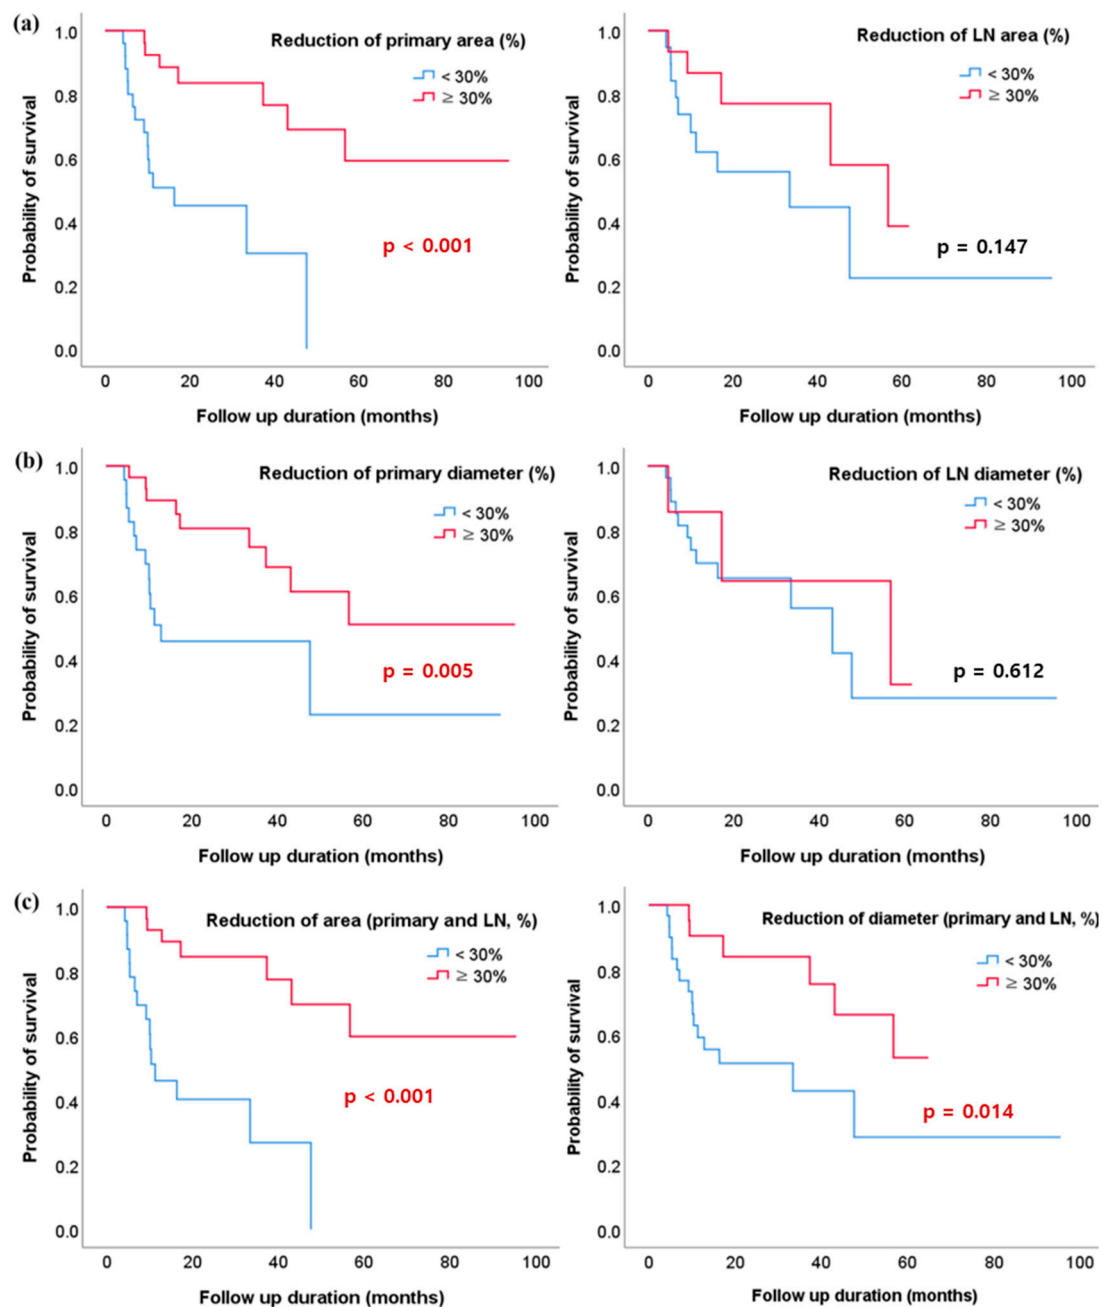 (a)
Reduction of primary area (%)
< 30%
≥ 30%
1.0
0.8
0.6
0.4
0.2
0.0
Probability of survival
p < 0.001
0 20 40 60 80 100
Follow up duration (months)
Reduction of LN area (%)
< 30%
≥ 30%
1.0
0.8
0.6
0.4
0.2
0.0
Probability of survival
p = 0.147
0 20 40 60 80 100
Follow up duration (months)
(b)
Reduction of primary diameter (%)
< 30%
≥ 30%
1.0
0.8
0.6
0.4
0.2
0.0
Probability of survival
p = 0.005
0 20 40 60 80 100
Follow up duration (months)
Reduction of LN diameter (%)
< 30%
≥ 30%
1.0
0.8
0.6
0.4
0.2
0.0
Probability of survival
p = 0.612
0 20 40 60 80 100
Follow up duration (months)
(c)
Reduction of area (primary and LN, %)
< 30%
≥ 30%
1.0
0.8
0.6
0.4
0.2
0.0
Probability of survival
p < 0.001
0 20 40 60 80 100
Follow up duration (months)
Reduction of diameter (primary and LN, %)
< 30%
≥ 30%
1.0
0.8
0.6
0.4
0.2
0.0
Probability of survival
p = 0.014
0 20 40 60 80 100
Follow up duration (months)